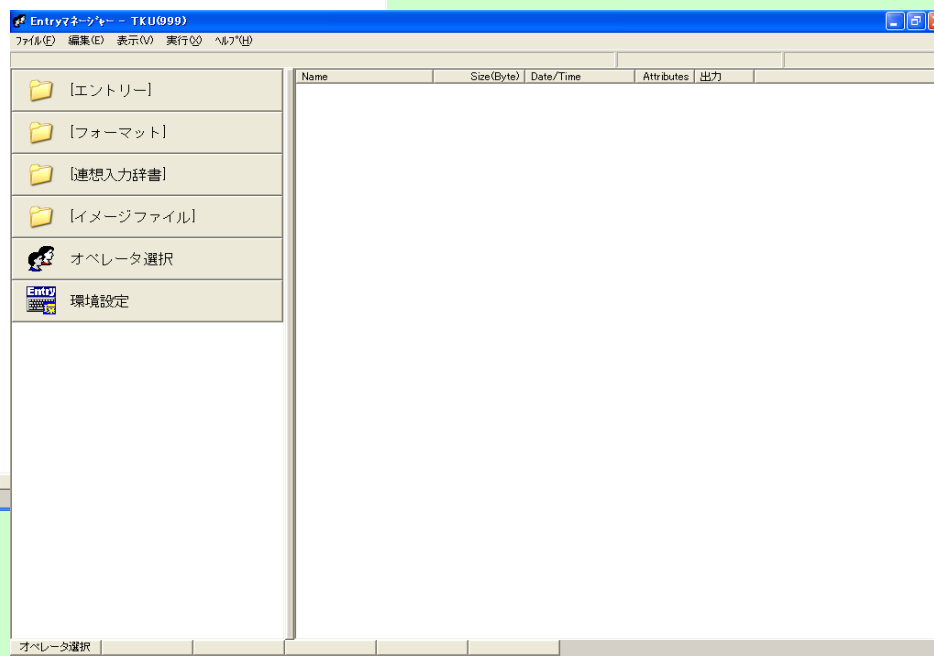 Entryマネージャー - TKU(999)
ファイル(F) 編集(E) 表示(V) 実行(X) ヘルプ(H)
Name Size(Byte) Date/Time Attributes 出力
[エントリー]
[フォーマット]
[連想入力辞書]
[イメージファイル]
オペレータ選択
Entry
環境設定
オペレータ選択